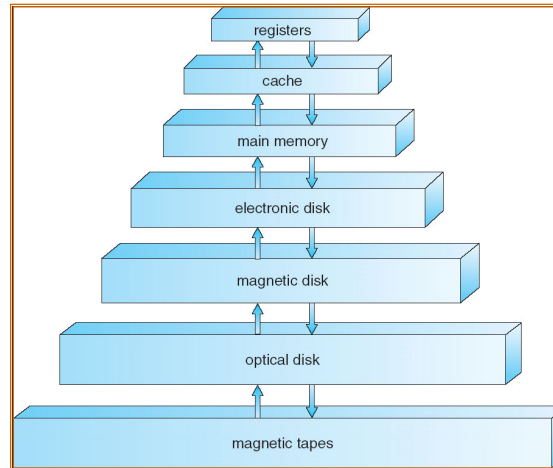 registers
cache
main memory
electronic disk
magnetic disk
optical disk
magnetic tapes